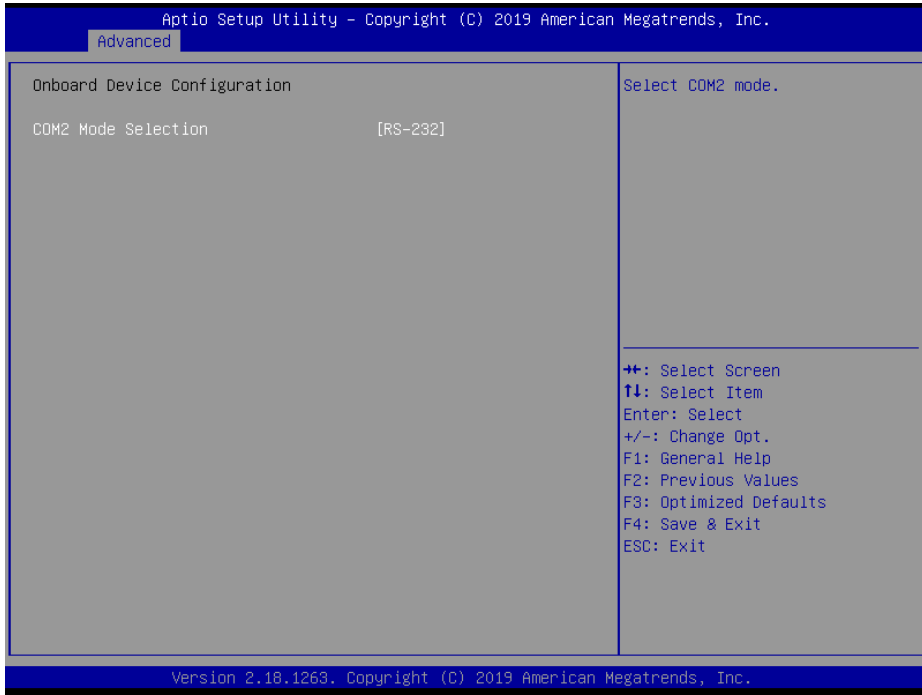 Aptio Setup Utility – Copyright (C) 2019 American Megatrends, Inc.
Advanced
Onboard Device Configuration
COM2 Mode Selection [RS-232]
Select COM2 mode.
→←: Select Screen
↑↓: Select Item
Enter: Select
+/-: Change Opt.
F1: General Help
F2: Previous Values
F3: Optimized Defaults
F4: Save & Exit
ESC: Exit
Version 2.18.1263. Copyright (C) 2019 American Megatrends, Inc.